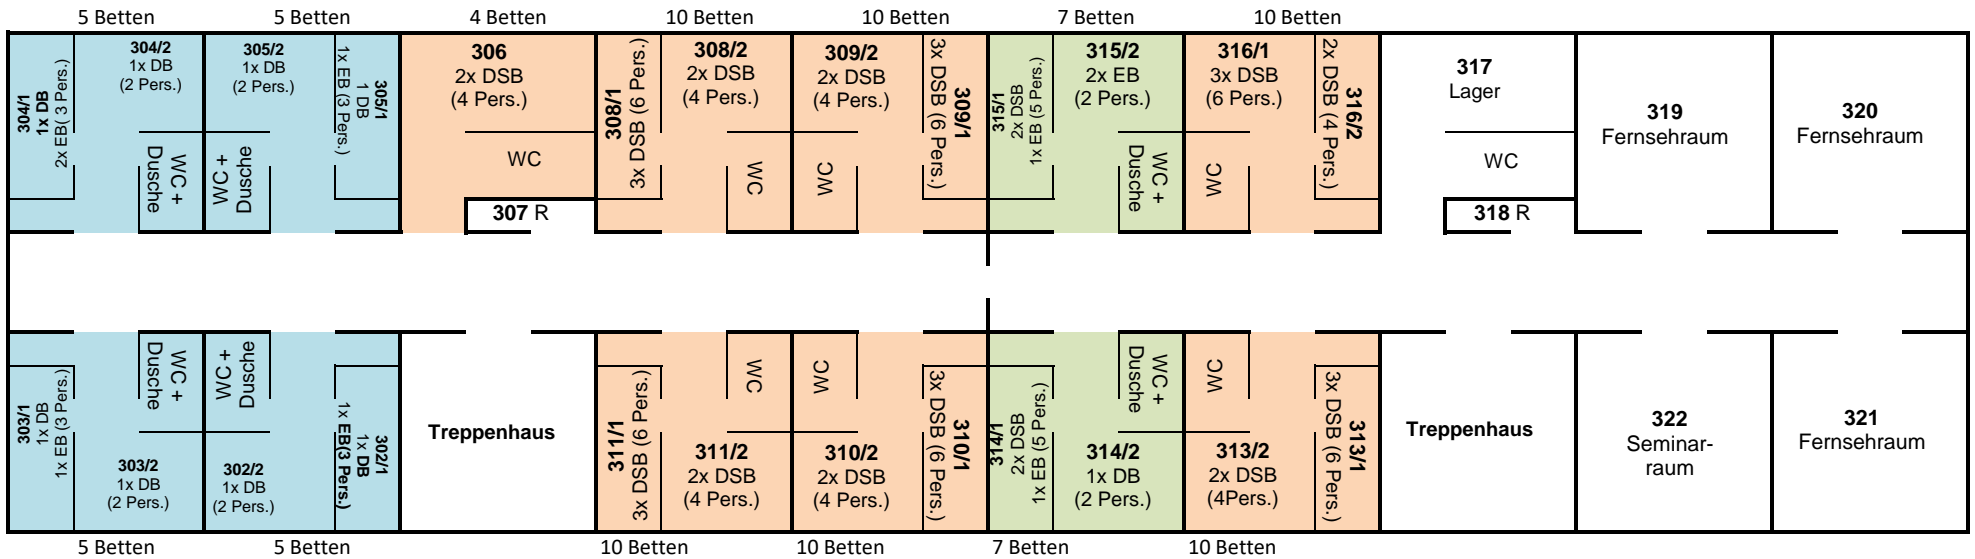 5 Betten
5 Betten
4 Betten
10 Betten
10 Betten
7 Betten
10 Betten
304/1
1x DB
2x EB( 3 Pers.)
304/2
1x DB
(2 Pers.)
WC +
Dusche
305/2
1x DB
(2 Pers.)
WC +
Dusche
305/1
1 DB
1x EB (3 Pers.)
306
2x DSB
(4 Pers.)
WC
307 R
308/1
3x DSB (6 Pers.)
308/2
2x DSB
(4 Pers.)
WC
309/2
2x DSB
(4 Pers.)
WC
309/1
3x DSB (6 Pers.)
315/1
2x DSB
1x EB (5 Pers.)
315/2
2x EB
(2 Pers.)
WC +
Dusche
316/1
3x DSB
(6 Pers.)
WC
316/2
2x DSB (4 Pers.)
317
Lager
WC
318 R
319
Fernsehraum
320
Fernsehraum
303/1
1x DB
1x EB (3 Pers.)
WC +
Dusche
303/2
1x DB
(2 Pers.)
WC +
Dusche
302/2
1x DB
(2 Pers.)
302/1
1x DB
1x EB(3 Pers.)
Treppenhaus
311/1
3x DSB (6 Pers.)
WC
311/2
2x DSB
(4 Pers.)
WC
310/2
2x DSB
(4 Pers.)
310/1
3x DSB (6 Pers.)
314/1
2x DSB
1x EB (5 Pers.)
WC +
Dusche
314/2
1x DB
(2 Pers.)
WC
313/2
2x DSB
(4Pers.)
313/1
3x DSB (6 Pers.)
Treppenhaus
322
Seminar-
raum
321
Fernsehraum
5 Betten
5 Betten
10 Betten
10 Betten
7 Betten
10 Betten